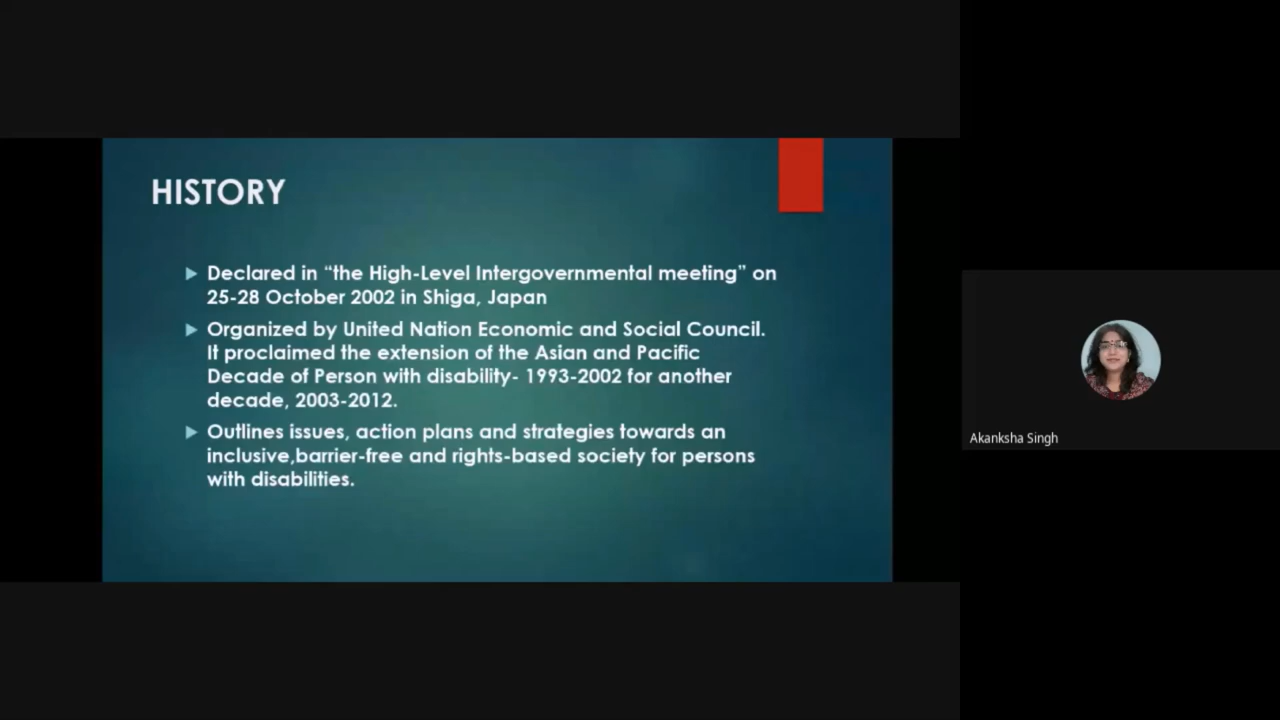 HISTORY
Declared in “the High-Level Intergovernmental meeting” on
25-28 October 2002 in Shiga, Japan
Organized by United Nation Economic and Social Council.
It proclaimed the extension of the Asian and Pacific
Decade of Person with disability- 1993-2002 for another
decade, 2003-2012.
Outlines issues, action plans and strategies towards an
inclusive,barrier-free and rights-based society for persons
with disabilities.
Akanksha Singh